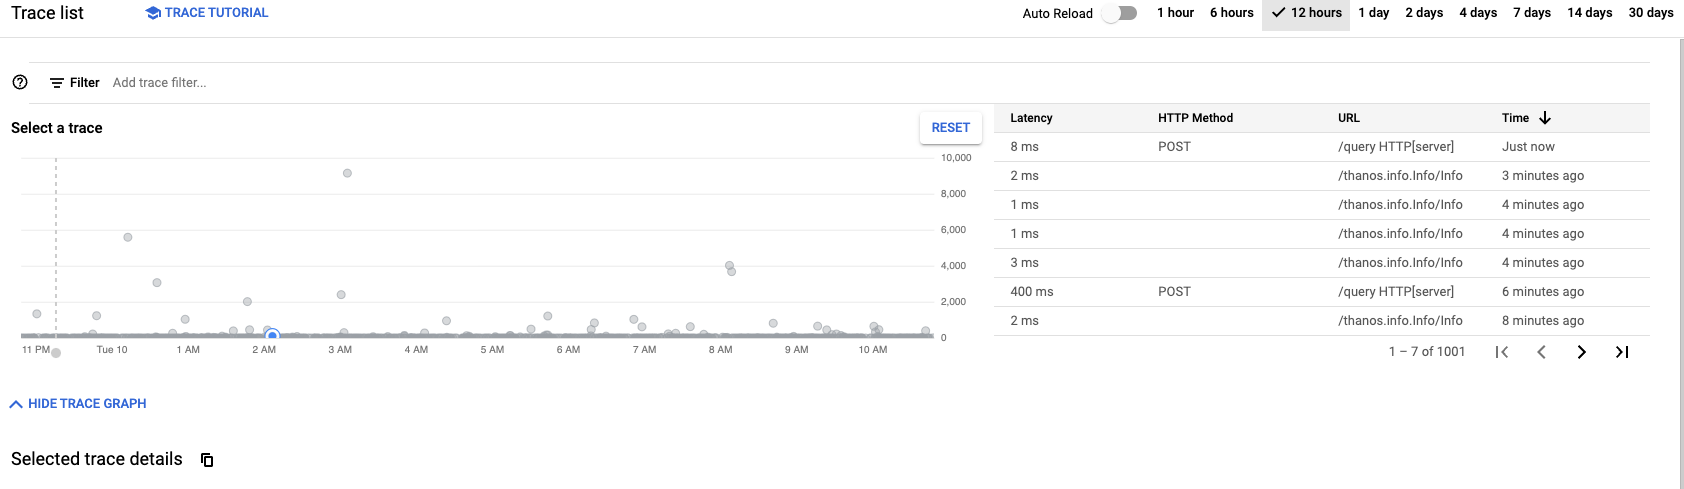 Trace list
TRACE TUTORIAL
Auto Reload
1 hour 6 hours 12 hours 1 day 2 days 4 days 7 days 14 days 30 days
Filter Add trace filter...
Select a trace
RESET
10,000
8,000
6,000
4,000
2,000
0
11 PM Tue 10 1 AM 2 AM 3 AM 4 AM 5 AM 6 AM 7 AM 8 AM 9 AM 10 AM
Latency HTTP Method URL Time
8 ms POST /query HTTP[server] Just now
2 ms /thanos.info.Info/Info 3 minutes ago
1 ms /thanos.info.Info/Info 4 minutes ago
1 ms /thanos.info.Info/Info 4 minutes ago
3 ms /thanos.info.Info/Info 4 minutes ago
400 ms POST /query HTTP[server] 6 minutes ago
2 ms /thanos.info.Info/Info 8 minutes ago
1 – 7 of 1001
HIDE TRACE GRAPH
Selected trace details